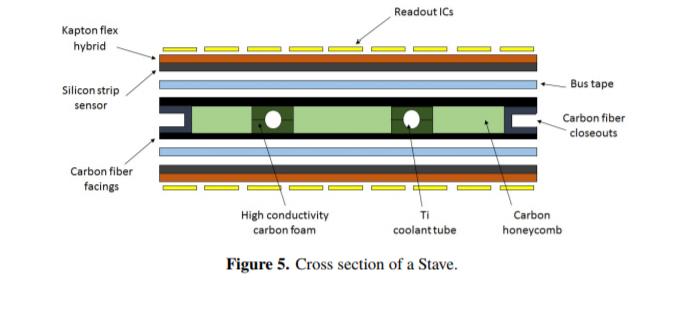 Readout ICs
Kapton flex
hybrid
Silicon strip
sensor
Bus tape
Carbon fiber
closeouts
Carbon fiber
facings
High conductivity
carbon foam
Ti
coolant tube
Carbon
honeycomb
Figure 5. Cross section of a Stave.